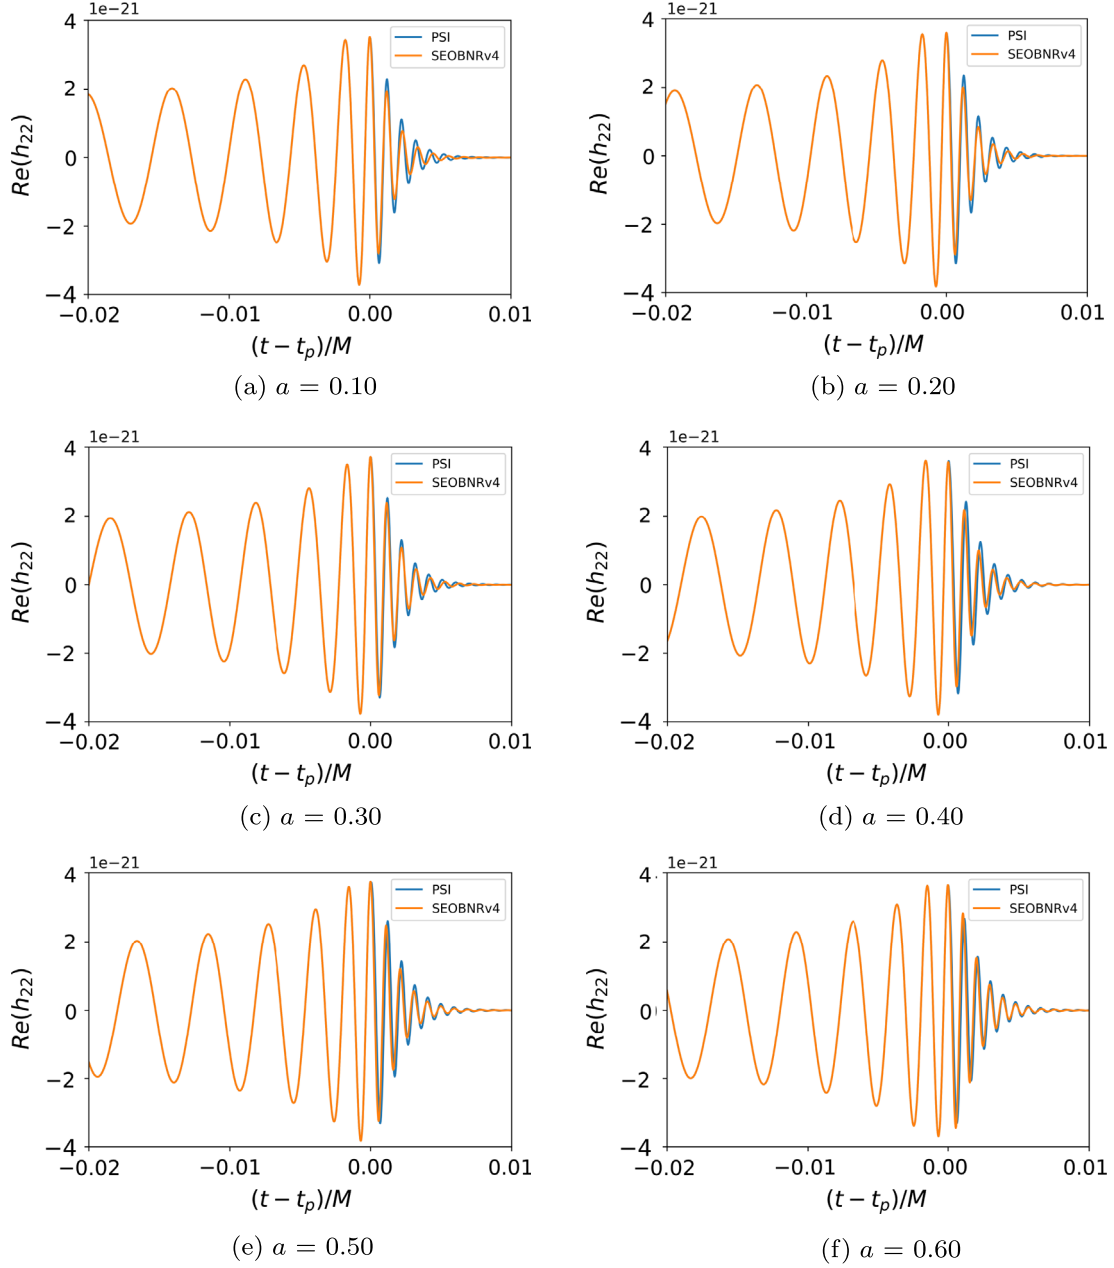 1e−21
4
2
0
−2
−4
Re(h22)
PSI
SEOBNRv4
−0.02
−0.01
0.00
0.01
(t − tp)/M
(a) a = 0.10
1e−21
4
2
0
−2
−4
Re(h22)
PSI
SEOBNRv4
−0.02
−0.01
0.00
0.01
(t − tp)/M
(b) a = 0.20
1e−21
4
2
0
−2
−4
Re(h22)
PSI
SEOBNRv4
−0.02
−0.01
0.00
0.01
(t − tp)/M
(c) a = 0.30
1e−21
4
2
0
−2
−4
Re(h22)
PSI
SEOBNRv4
−0.02
−0.01
0.00
0.01
(t − tp)/M
(d) a = 0.40
1e−21
4
2
0
−2
−4
Re(h22)
PSI
SEOBNRv4
−0.02
−0.01
0.00
0.01
(t − tp)/M
(e) a = 0.50
1e−21
4
2
0
−2
−4
Re(h22)
PSI
SEOBNRv4
−0.02
−0.01
0.00
0.01
(t − tp)/M
(f) a = 0.60